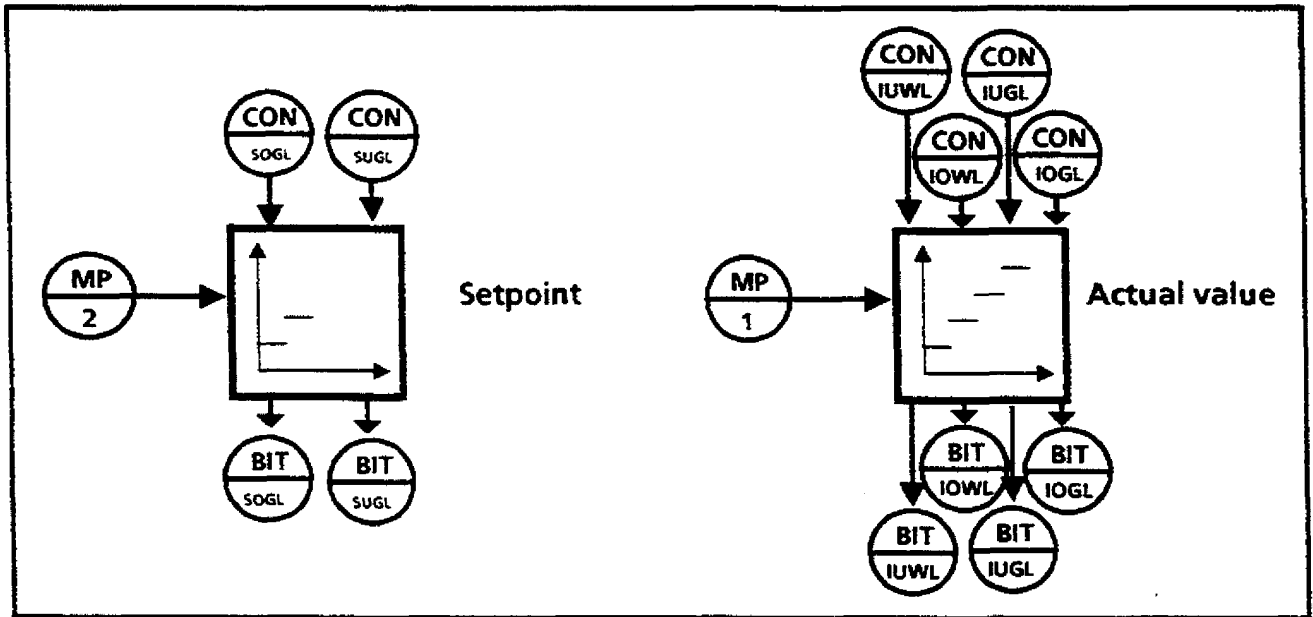 CON
SOGL
CON
SUGL
MP
2
Setpoint
BIT
SOGL
BIT
SUGL
CON
IUWL
CON
IUGL
CON
IOWL
CON
IOGL
MP
1
Actual value
BIT
IOWL
BIT
IOGL
BIT
IUWL
BIT
IUGL